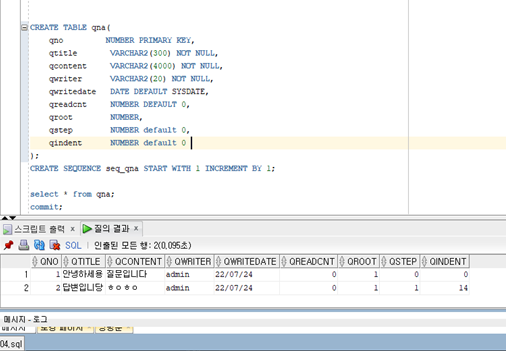 CREATE TABLE qna(
qno NUMBER PRIMARY KEY,
qtitle VARCHAR2(300) NOT NULL,
qcontent VARCHAR2(4000) NOT NULL,
qwriter VARCHAR2(20) NOT NULL,
qwritedate DATE DEFAULT SYSDATE,
qreadcnt NUMBER DEFAULT 0,
qroot NUMBER,
qstep NUMBER default 0,
qindent NUMBER default 0
);
CREATE SEQUENCE seq_qna START WITH 1 INCREMENT BY 1;
select * from qna;
commit;
스크립트 출력 x 질의 결과 x
SQL | 인출된 모든 행: 2(0,095초)
QNO QTITLE QCONTENT QWRITER QWRITEDATE QREADCNT QROOT QSTEP QINDENT
1 1 안녕하세용 질문입니다 admin 22/07/24 0 1 0 0
2 2 답변입니당 ㅎㅇㅎㅇ admin 22/07/24 0 1 1 14
메시지 - 로그
04.sql